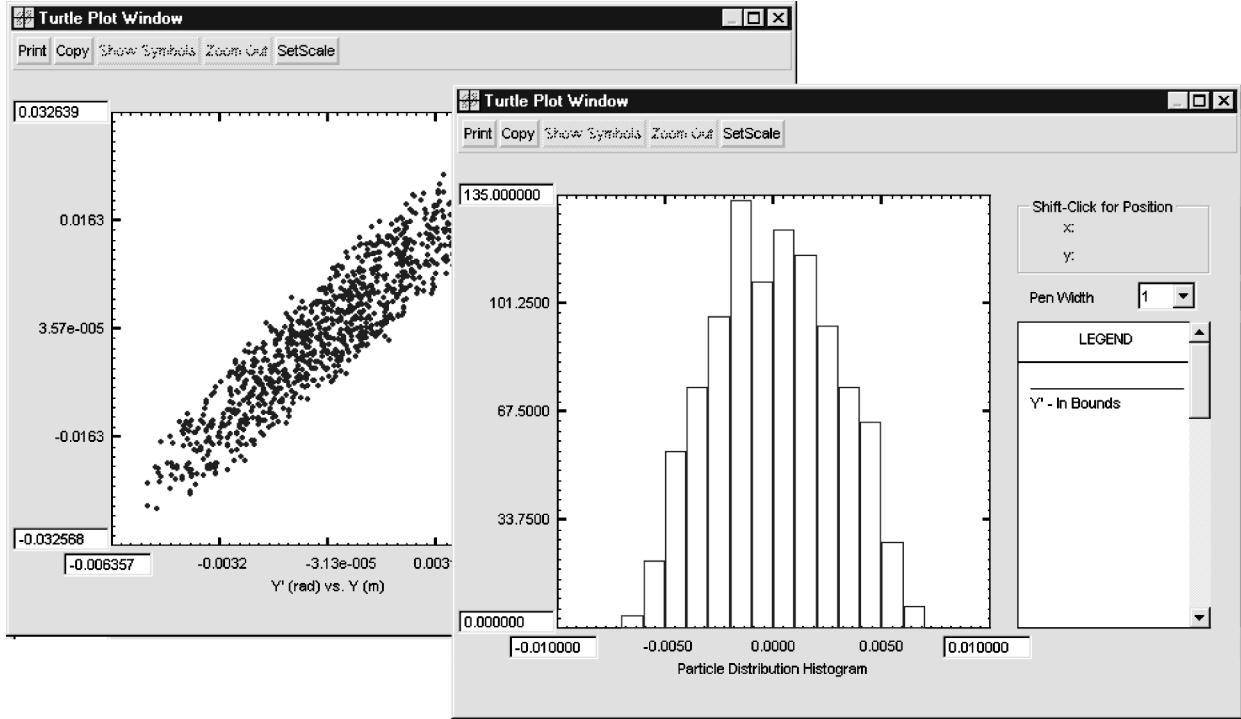 Turtle Plot Window
Print Copy Show Symbols Zoom Out SetScale
0.032639
0.0163
3.57e-005
-0.0163
-0.032568
-0.006357 -0.0032 -3.13e-005
Y' (rad) vs. Y (m)
Turtle Plot Window
Print Copy Show Symbols Zoom Out SetScale
135.000000
101.2500
67.5000
33.7500
0.000000
-0.010000 -0.0050 0.0000 0.0050 0.010000
Particle Distribution Histogram
Shift-Click for Position
x:
y:
Pen Width 1
LEGEND
Y' - In Bounds